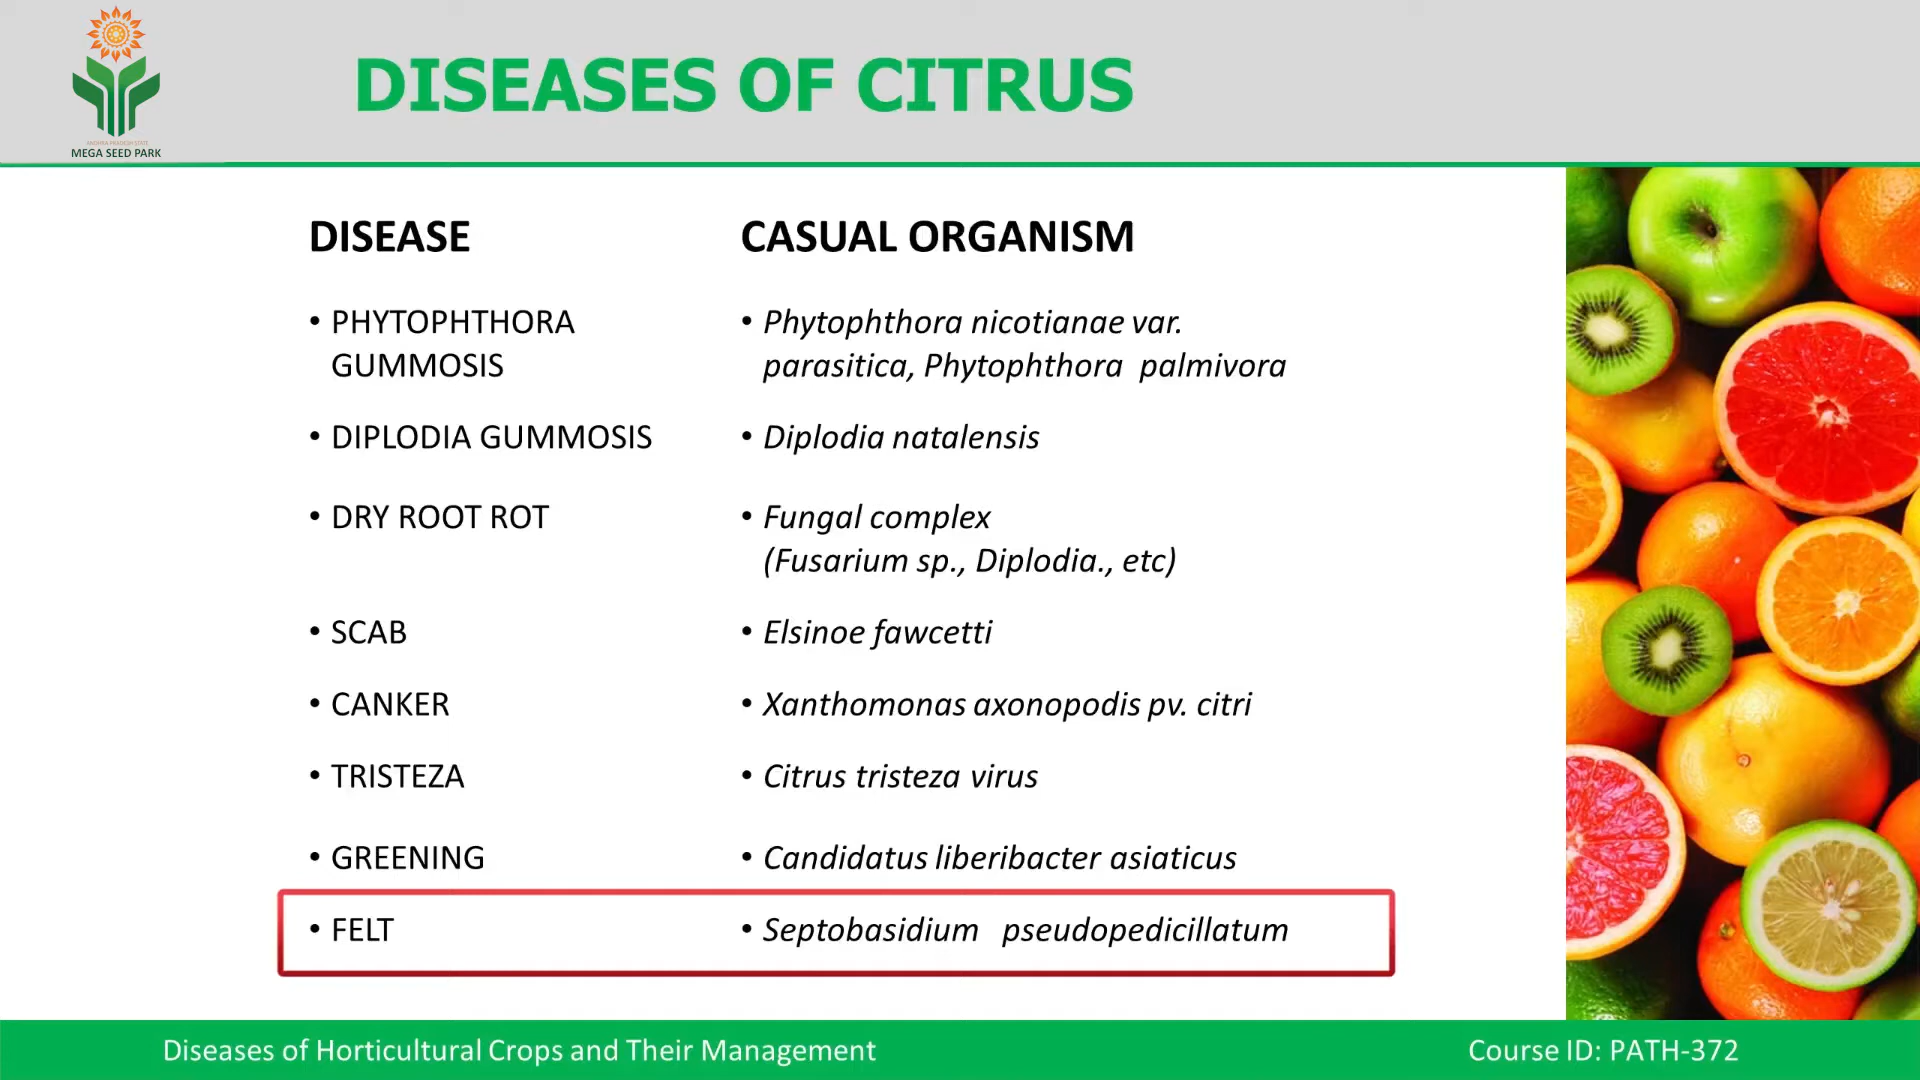 DISEASES OF CITRUS
ANDHRA PRADESH STATE
MEGA SEED PARK
DISEASE
CASUAL ORGANISM
• PHYTOPHTHORA
GUMMOSIS
• Phytophthora nicotianae var.
parasitica, Phytophthora palmivora
• DIPLODIA GUMMOSIS
• Diplodia natalensis
• DRY ROOT ROT
• Fungal complex
(Fusarium sp., Diplodia., etc)
• SCAB
• Elsinoe fawcetti
• CANKER
• Xanthomonas axonopodis pv. citri
• TRISTEZA
• Citrus tristeza virus
• GREENING
• Candidatus liberibacter asiaticus
• FELT
• Septobasidium pseudopedicillatum
Diseases of Horticultural Crops and Their Management
Course ID: PATH-372